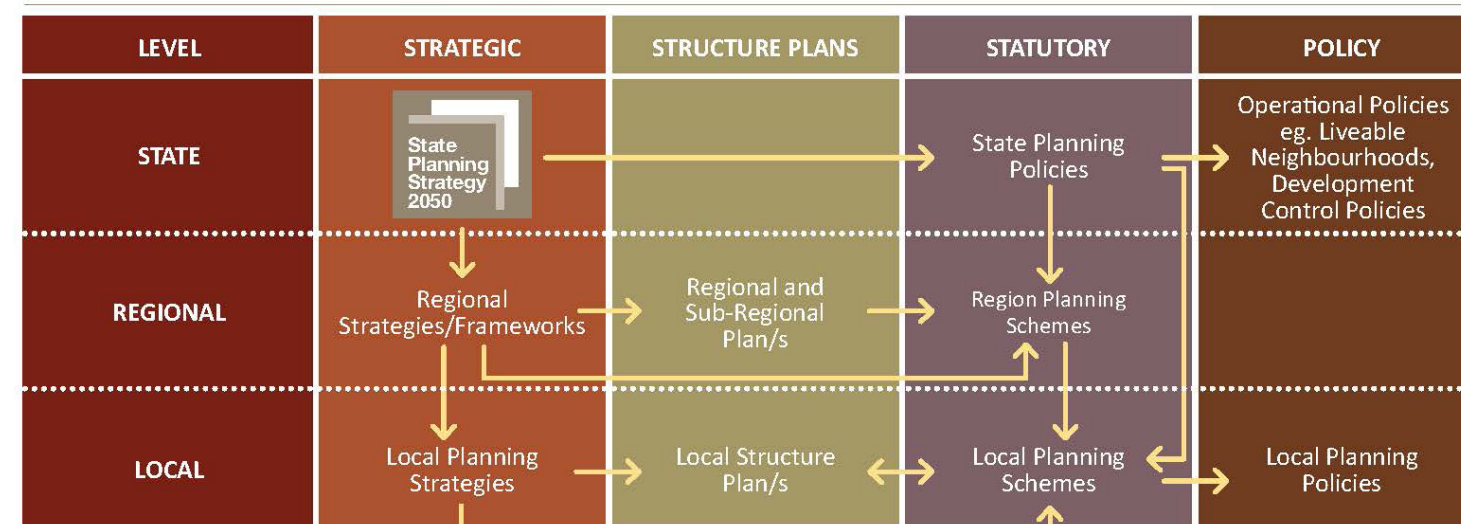 LEVEL
STRATEGIC
STRUCTURE PLANS
STATUTORY
POLICY
STATE
State
Planning
Strategy
2050
State Planning
Policies
Operational Policies
eg. Liveable
Neighbourhoods,
Development
Control Policies
REGIONAL
Regional
Strategies/Frameworks
Regional and
Sub-Regional
Plan/s
Region Planning
Schemes
LOCAL
Local Planning
Strategies
Local Structure
Plan/s
Local Planning
Schemes
Local Planning
Policies